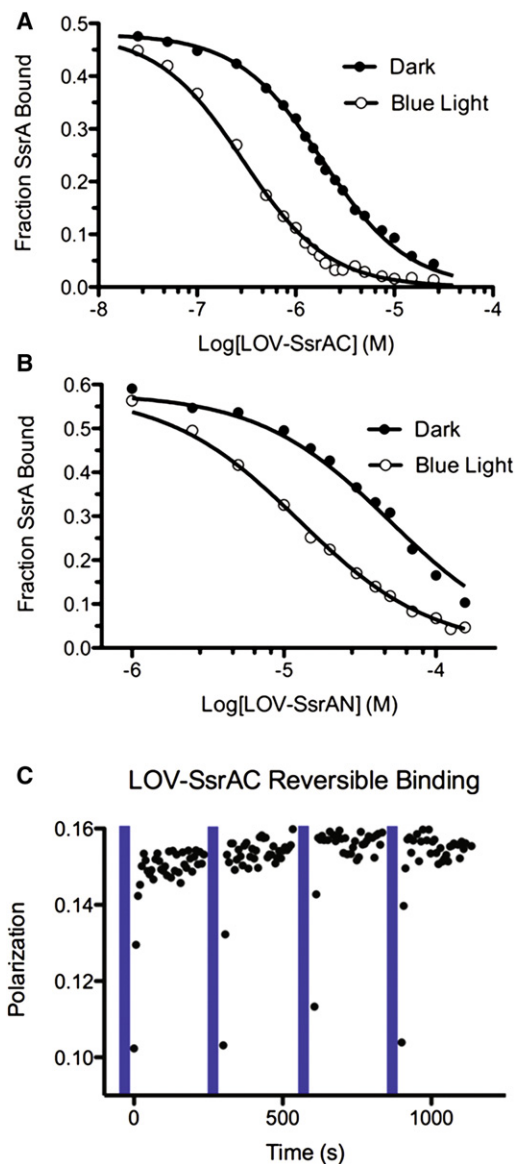 A
Fraction SsrA Bound
0.5
0.4
0.3
0.2
0.1
0.0
Dark
Blue Light
-8 -7 -6 -5 -4
Log[LOV-SsrAC] (M)
B
Fraction SsrA Bound
0.6
0.5
0.4
0.3
0.2
0.1
0.0
Dark
Blue Light
-6 -5 -4
Log[LOV-SsrAN] (M)
C
LOV-SsrAC Reversible Binding
Polarization
0.16
0.14
0.12
0.10
0 500 1000
Time (s)